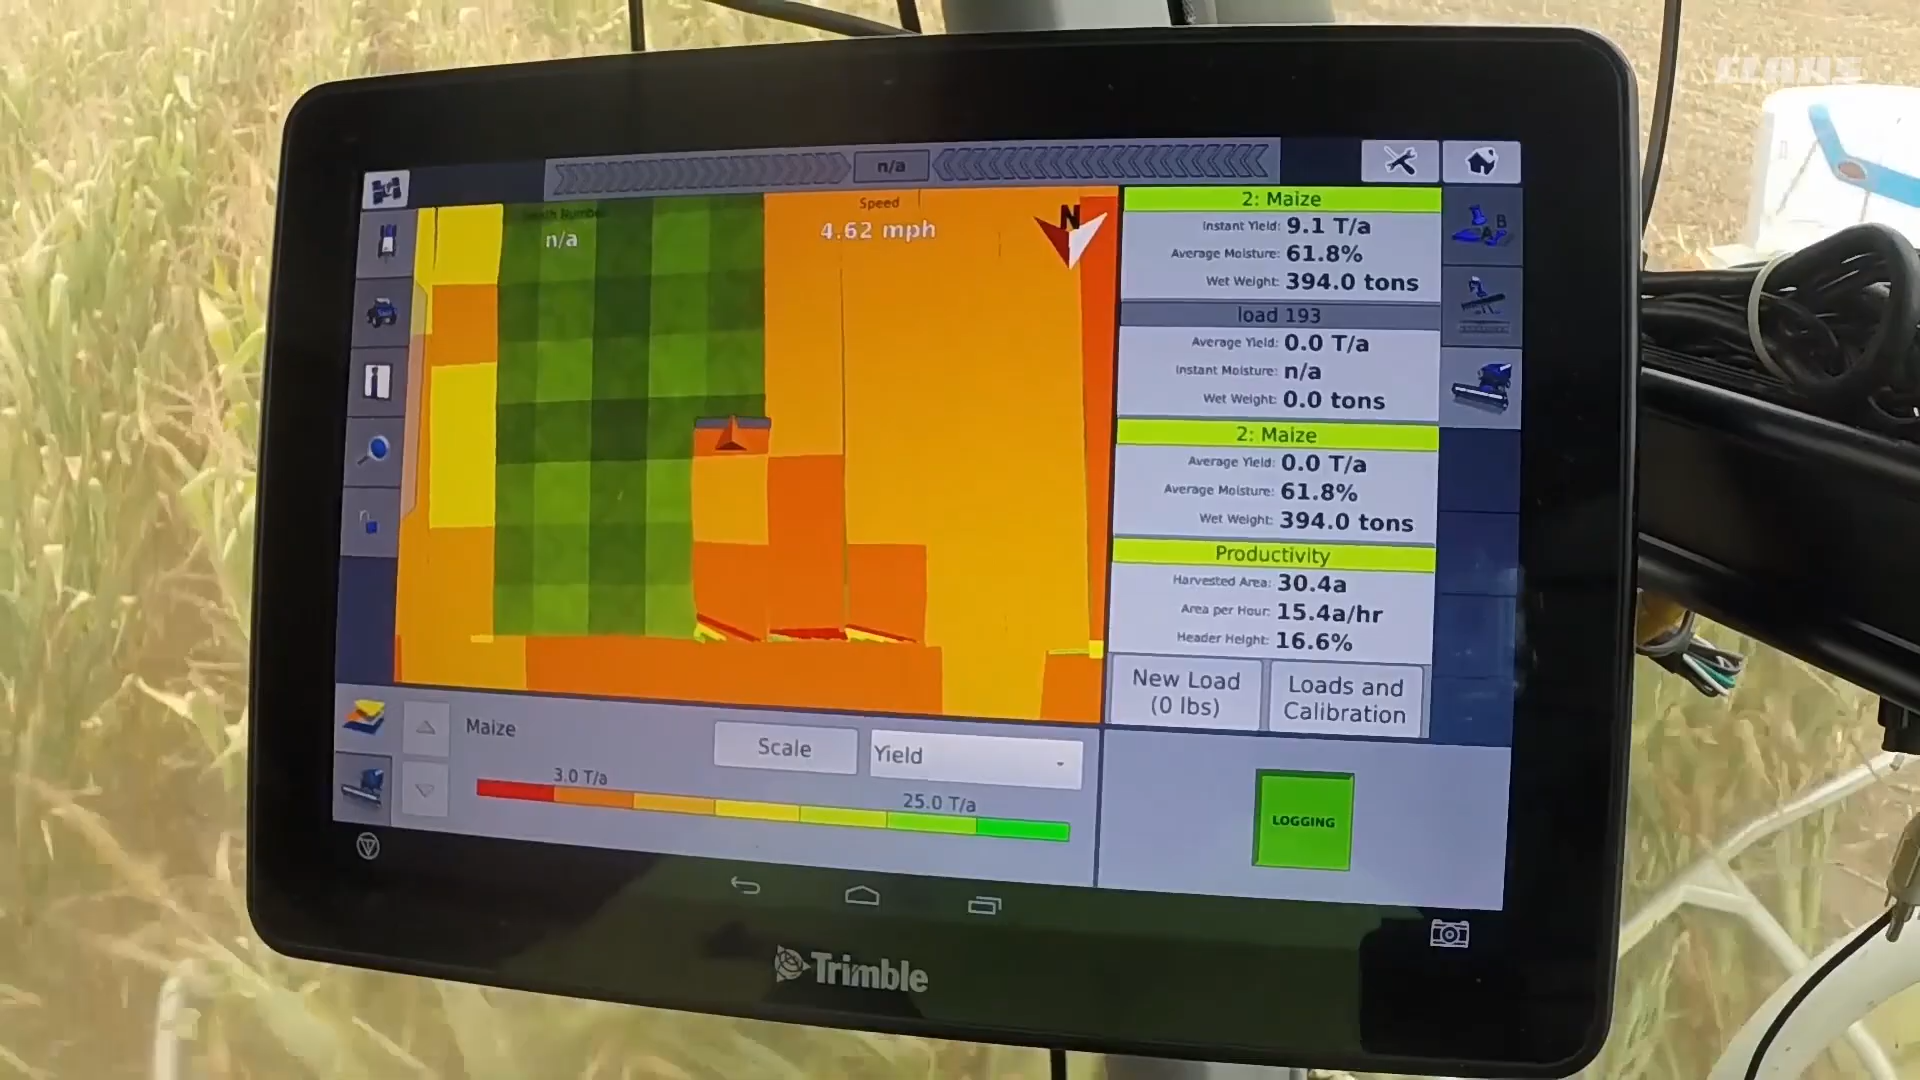 CLAAS
n/a
Swath Number
n/a
Speed
4.62 mph
N
2: Maize
Instant Yield: 9.1 T/a
Average Moisture: 61.8%
Wet Weight: 394.0 tons
load 193
Average Yield: 0.0 T/a
Instant Moisture: n/a
Wet Weight: 0.0 tons
2: Maize
Average Yield: 0.0 T/a
Average Moisture: 61.8%
Wet Weight: 394.0 tons
Productivity
Harvested Area: 30.4a
Area per Hour: 15.4a/hr
Header Height: 16.6%
New Load
(0 lbs)
Loads and
Calibration
A B
Maize
Scale
Yield
3.0 T/a
25.0 T/a
LOGGING
Trimble